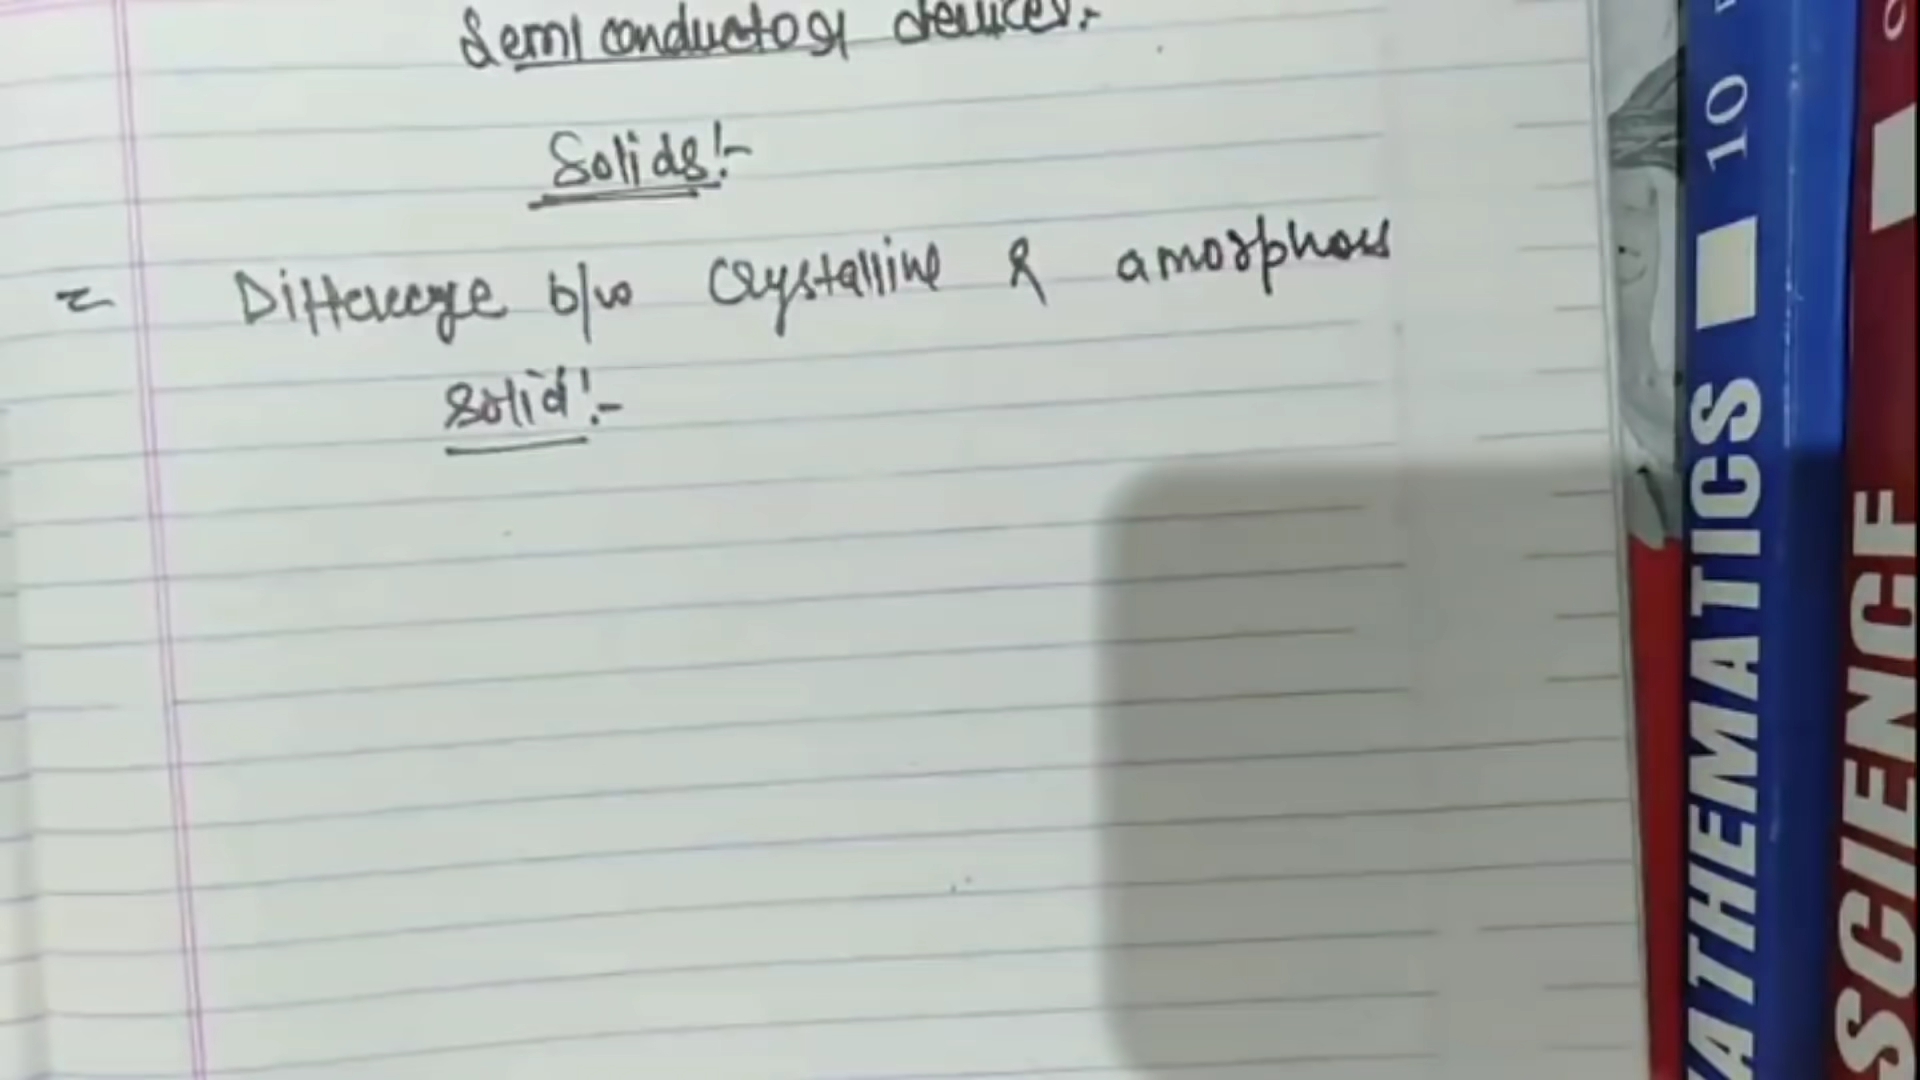 Semiconductor devices:-
Solids:-
= Difference b/w Crystalline & amorphous
Solid:-
10
MATHEMATICS
SCIENCE